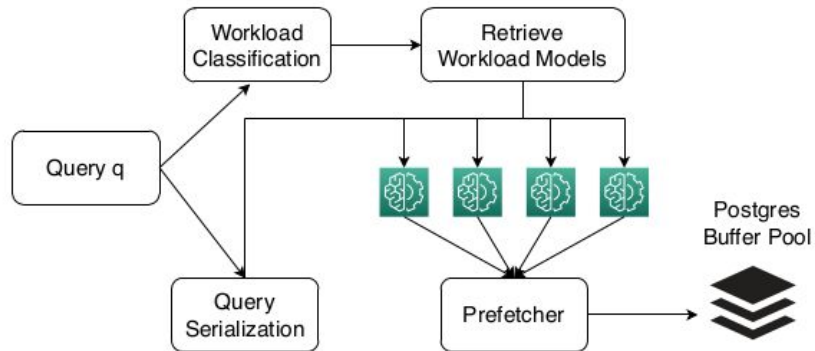 Workload
Classification
Retrieve
Workload Models
Query q
Postgres
Buffer Pool
Query
Serialization
Prefetcher